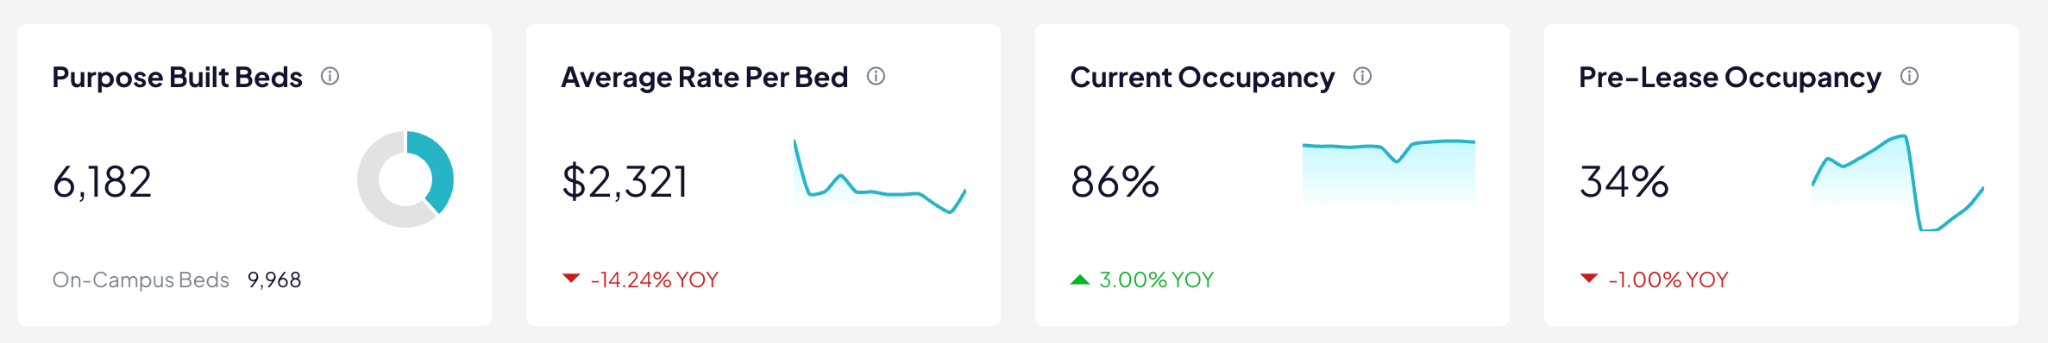 Purpose Built Beds
6,182
On-Campus Beds 9,968
Average Rate Per Bed
$2,321
-14.24% YOY
Current Occupancy
86%
3.00% YOY
Pre-Lease Occupancy
34%
-1.00% YOY